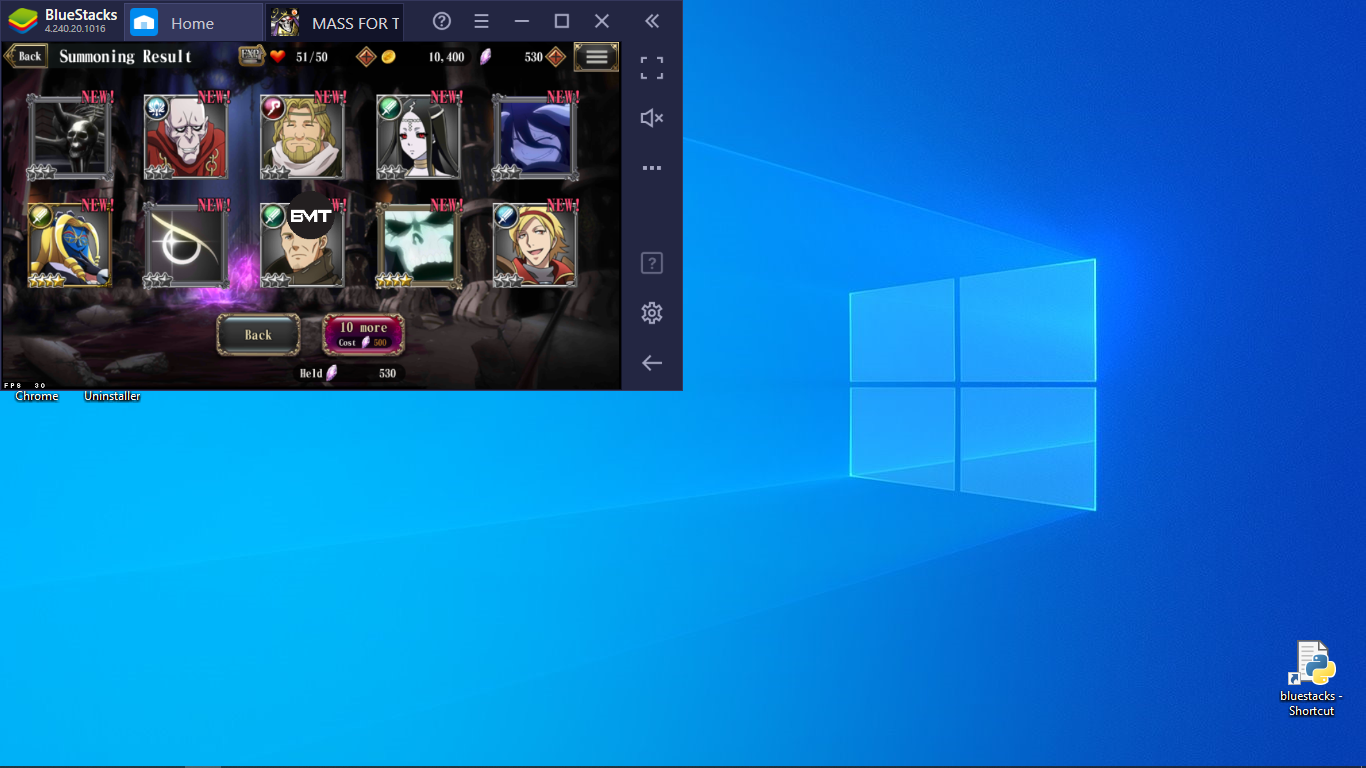 BlueStacks
4.240.20.1016
Home
MASS FOR T
Back
Summoning Result
EXP
51/50
10,400
530
NEW!
NEW!
NEW!
NEW!
NEW!
NEW!
NEW!
W!
NEW!
NEW!
BMT
Back
10 more
Cost 500
Held 530
FPS 30
Chrome
Uninstaller
bluestacks -
Shortcut